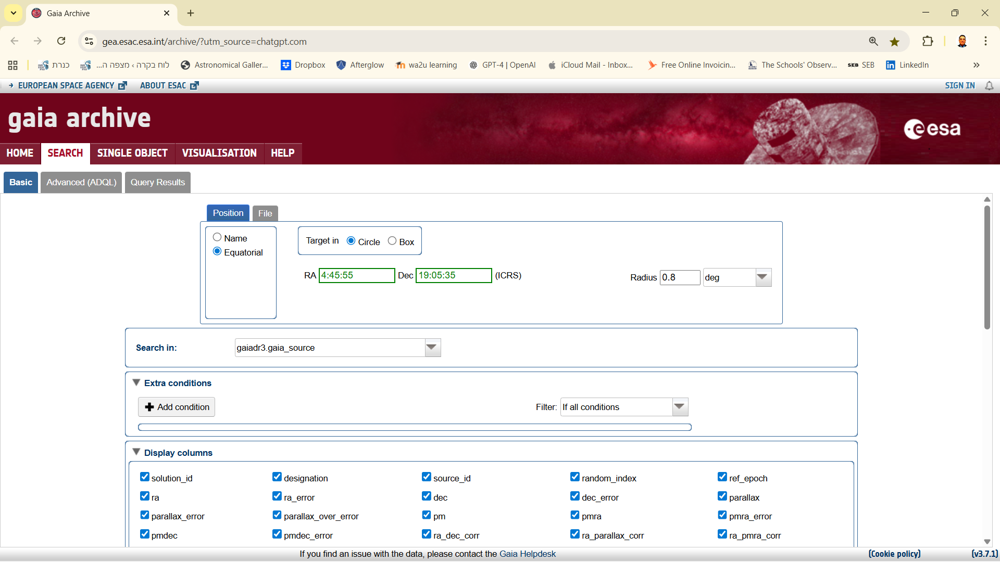 Gaia Archive
gea.esac.esa.int/archive/?utm_source=chatgpt.com
כנרת
לוח בקרה › מצפה ה...
Astronomical Galler...
Dropbox
Afterglow
wa2u learning
GPT-4 | OpenAI
iCloud Mail - Inbox...
Free Online Invoicin...
The Schools' Observ...
SEB SEB
LinkedIn
EUROPEAN SPACE AGENCY
ABOUT ESAC
SIGN IN
gaia archive
esa
HOME
SEARCH
SINGLE OBJECT
VISUALISATION
HELP
Basic
Advanced (ADQL)
Query Results
Position
File
Name
Equatorial
Target in Circle Box
RA 4:45:55 Dec 19:05:35 (ICRS)
Radius 0.8 deg
Search in: gaiadr3.gaia_source
Extra conditions
Add condition
Filter: If all conditions
Display columns
solution_id designation source_id random_index ref_epoch
ra ra_error dec dec_error parallax
parallax_error parallax_over_error pm pmra pmra_error
pmdec pmdec_error ra_dec_corr ra_parallax_corr ra_pmra_corr
If you find an issue with the data, please contact the Gaia Helpdesk
(Cookie policy)
(v3.7.1)